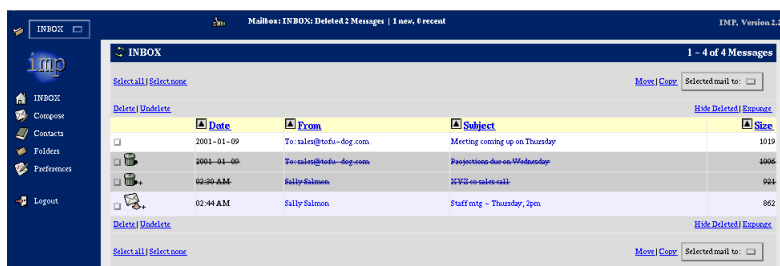 INBOX
Mailbox: INBOX: Deleted 2 Messages | 1 new, 0 recent
IMP, Version 2.2
imp
INBOX
Compose
Contacts
Folders
Preferences
Logout
INBOX
1 - 4 of 4 Messages
Select all | Select none
Move | Copy Selected mail to:
Delete | Undelete
Hide Deleted | Expunge
Date From Subject Size
2001-01-09 To: sales@tofu-dog.com Meeting coming up on Thursday 1019
2001-01-09 To: sales@tofu-dog.com Projections due on Wednesday 1006
02:39 AM Sally Salmon XYZ co sales call 924
02:44 AM Sally Salmon Staff mtg - Thursday, 2pm 862
Delete | Undelete
Hide Deleted | Expunge
Select all | Select none
Move | Copy Selected mail to: